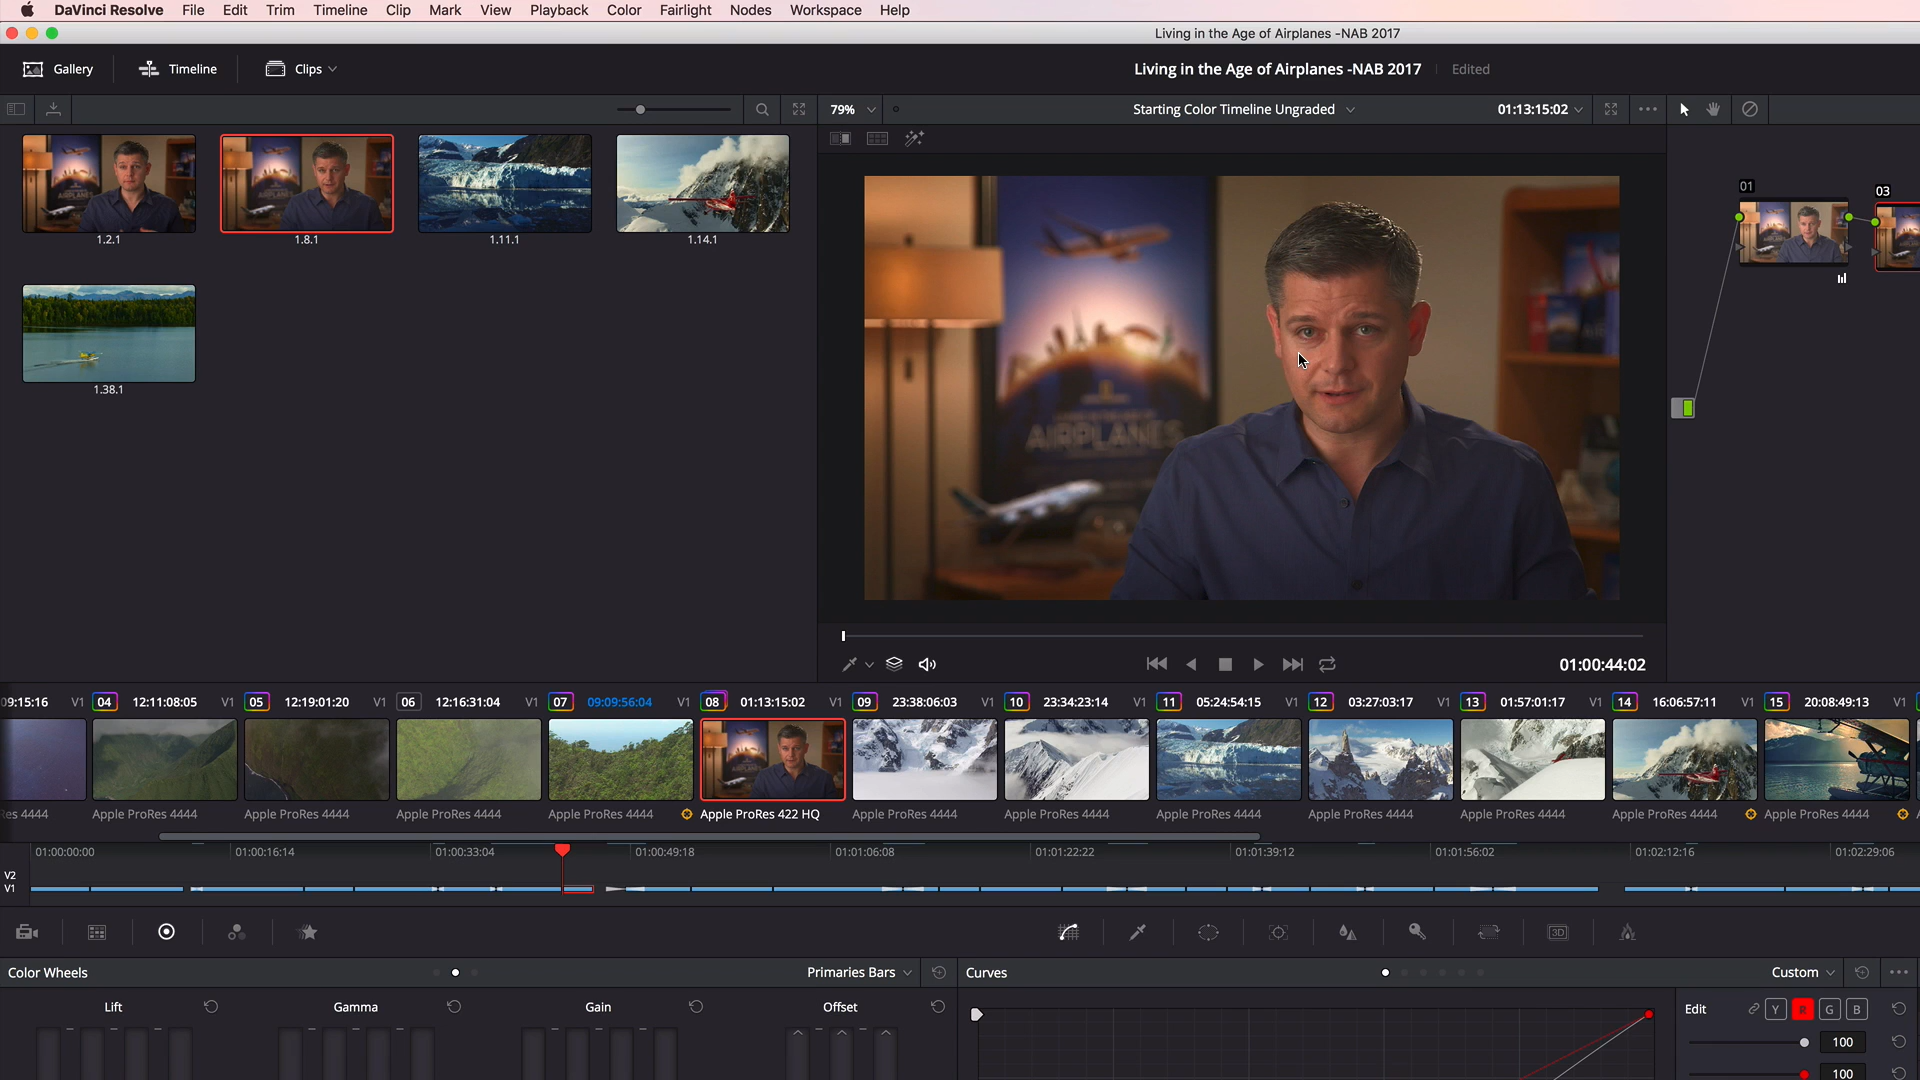 DaVinci Resolve File Edit Trim Timeline Clip Mark View Playback Color Fairlight Nodes Workspace Help
Living in the Age of Airplanes -NAB 2017
Gallery Timeline Clips Living in the Age of Airplanes -NAB 2017 Edited
79% Starting Color Timeline Ungraded 01:13:15:02
01 03
1.2.1 1.8.1 1.11.1 1.14.1
1.38.1
AIRPLANES
01:00:44:02
09:15:16 V1 04 12:11:08:05 V1 05 12:19:01:20 V1 06 12:16:31:04 V1 07 09:09:56:04 V1 08 01:13:15:02 V1 09 23:38:06:03 V1 10 23:34:23:14 V1 11 05:24:54:15 V1 12 03:27:03:17 V1 13 01:57:01:17 V1 14 16:06:57:11 V1 15 20:08:49:13 V1
res 4444 Apple ProRes 4444 Apple ProRes 4444 Apple ProRes 4444 Apple ProRes 4444 Apple ProRes 422 HQ Apple ProRes 4444 Apple ProRes 4444 Apple ProRes 4444 Apple ProRes 4444 Apple ProRes 4444 Apple ProRes 4444 Apple ProRes 4444
01:00:00:00 01:00:16:14 01:00:33:04 01:00:49:18 01:01:06:08 01:01:22:22 01:01:39:12 01:01:56:02 01:02:12:16 01:02:29:06
V2
V1
3D
Color Wheels Primaries Bars Curves Custom
Lift Gamma Gain Offset Edit Y R G B
100
100